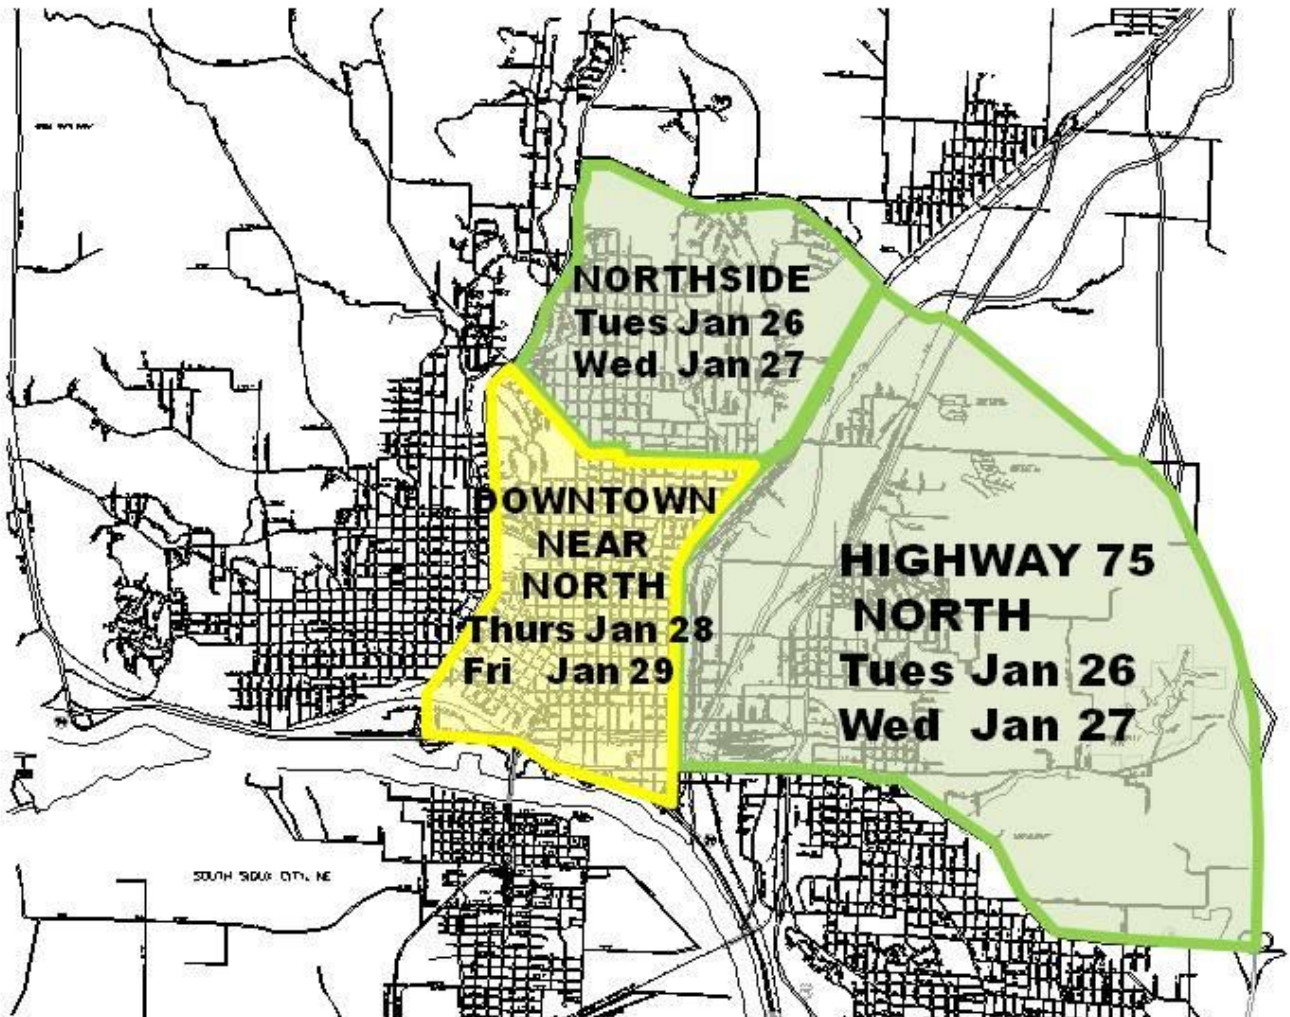 NORTHSIDE
Tues Jan 26
Wed Jan 27
DOWNTOWN
NEAR
NORTH
Thurs Jan 28
Fri Jan 29
HIGHWAY 75
NORTH
Tues Jan 26
Wed Jan 27
SOUTH SIOUX CITY, NE